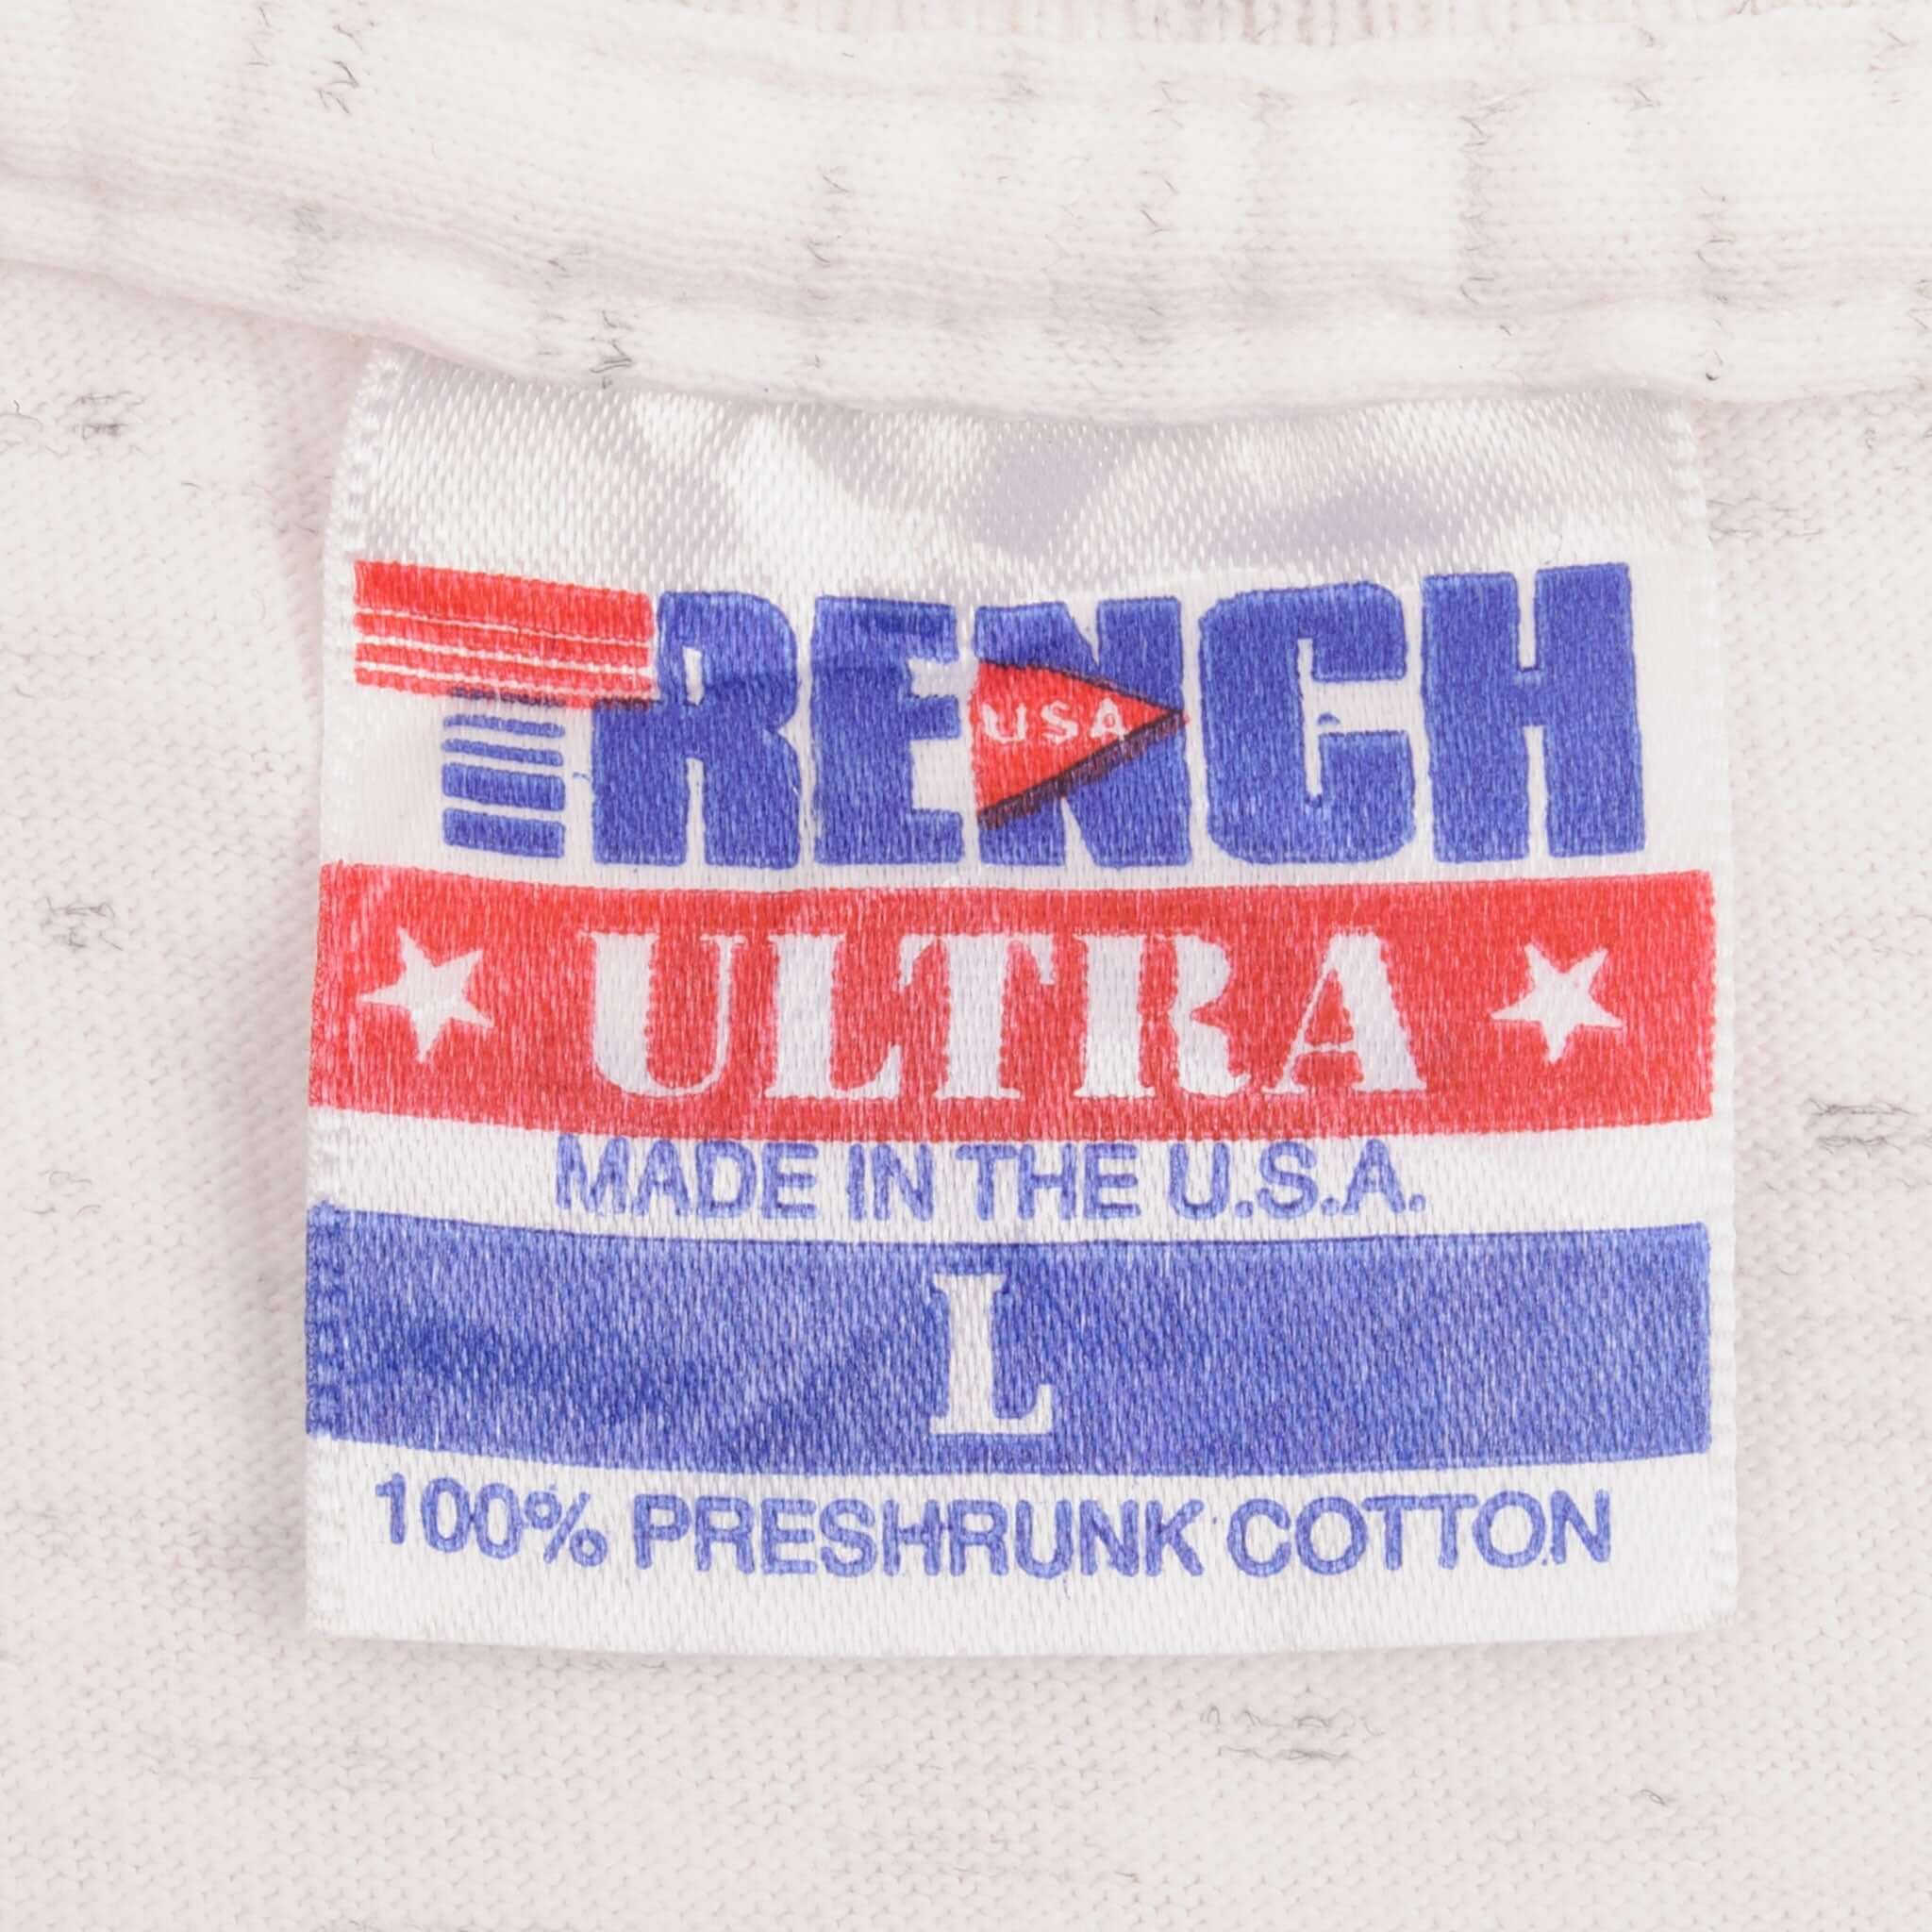 TRENCH
USA
ULTRA
MADE IN THE U.S.A.
L
100% PRESHRUNK COTTON